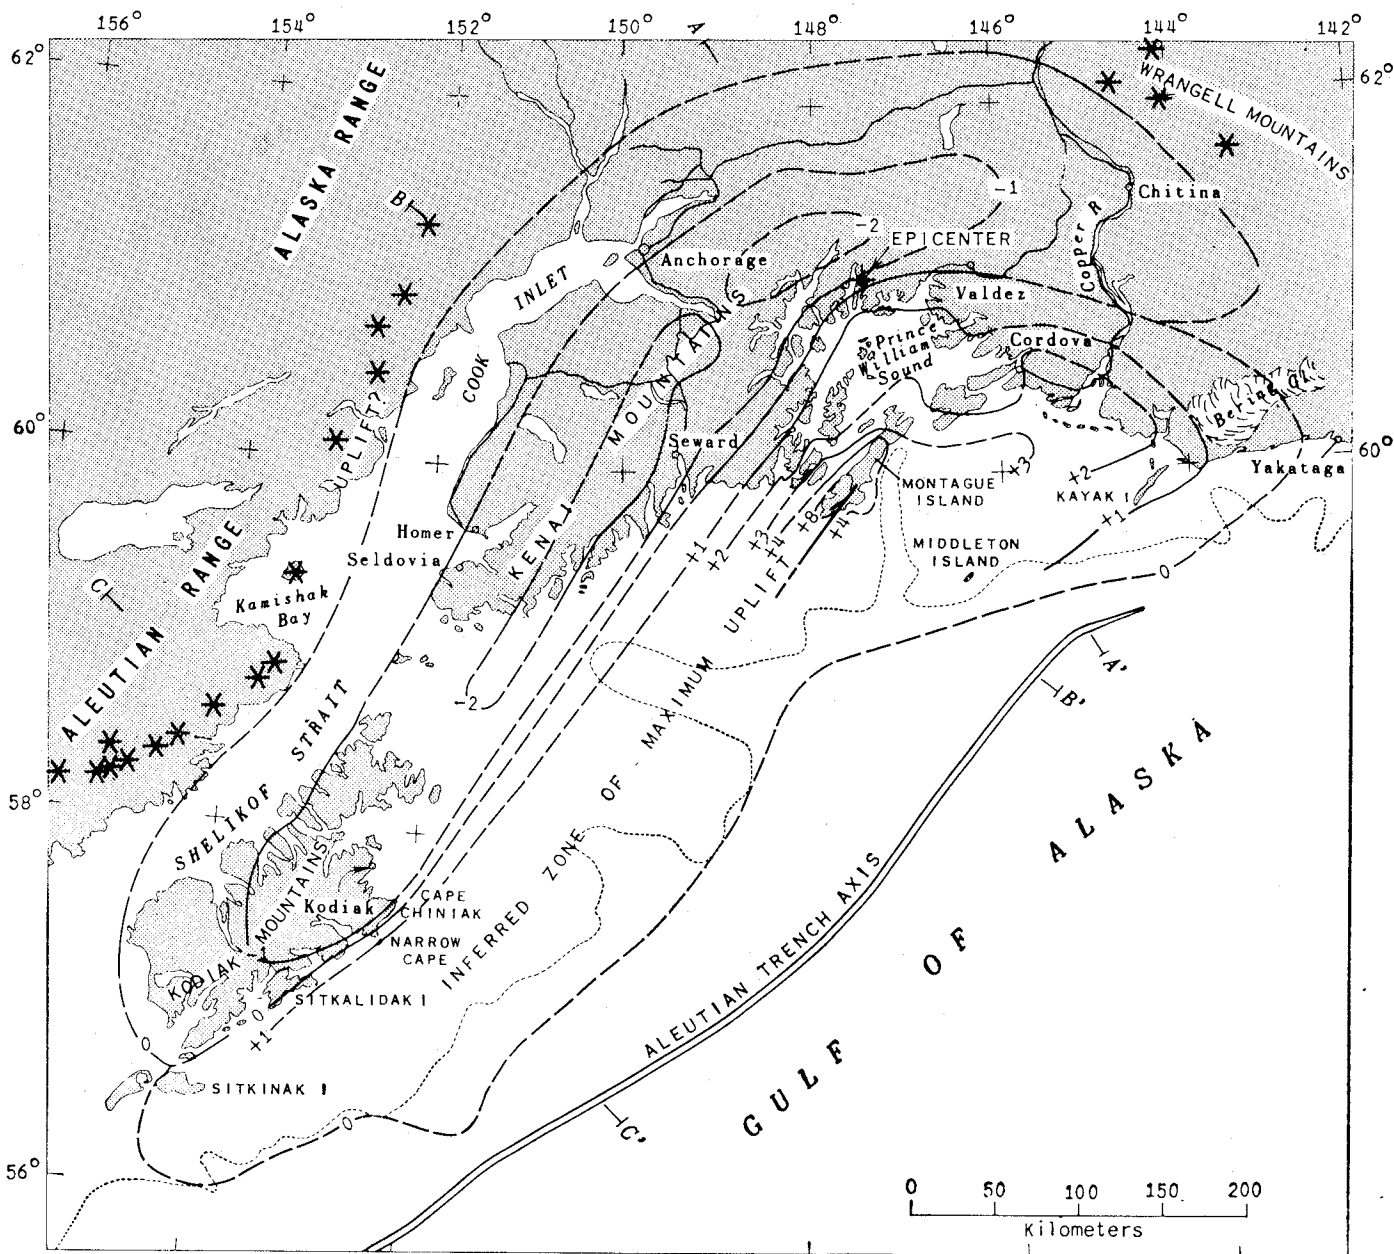 156° 154° 152° 150° 148° 146° 144° 142°
A
62°
62°
WRANGELL MOUNTAINS
ALASKA RANGE
B
-1
Chitina
-2
EPICENTER
Copper R
Anchorage
INLET
Valdez
Prince
William
Sound
Cordova
COOK
UPLIFT?
KENAI MOUNTAINS
Bering Gl.
60°
60°
Seward
Yakataga
+3
+2
MONTAGUE
ISLAND
KAYAK I
+1
Homer
Seldovia
+1
+2
+3
+4
+8
+4
MIDDLETON
ISLAND
0
ALEUTIAN RANGE
C
Kamishak
Bay
-2
A'
B'
SHELIKOF STRAIT
INFERRED ZONE OF MAXIMUM UPLIFT
58°
GULF OF ALASKA
ALEUTIAN TRENCH AXIS
KODIAK MOUNTAINS
Kodiak
CAPE
CHINIAK
NARROW
CAPE
SITKALIDAK I
0
+1
0
SITKINAK I
0
C'
56°
0 50 100 150 200
Kilometers